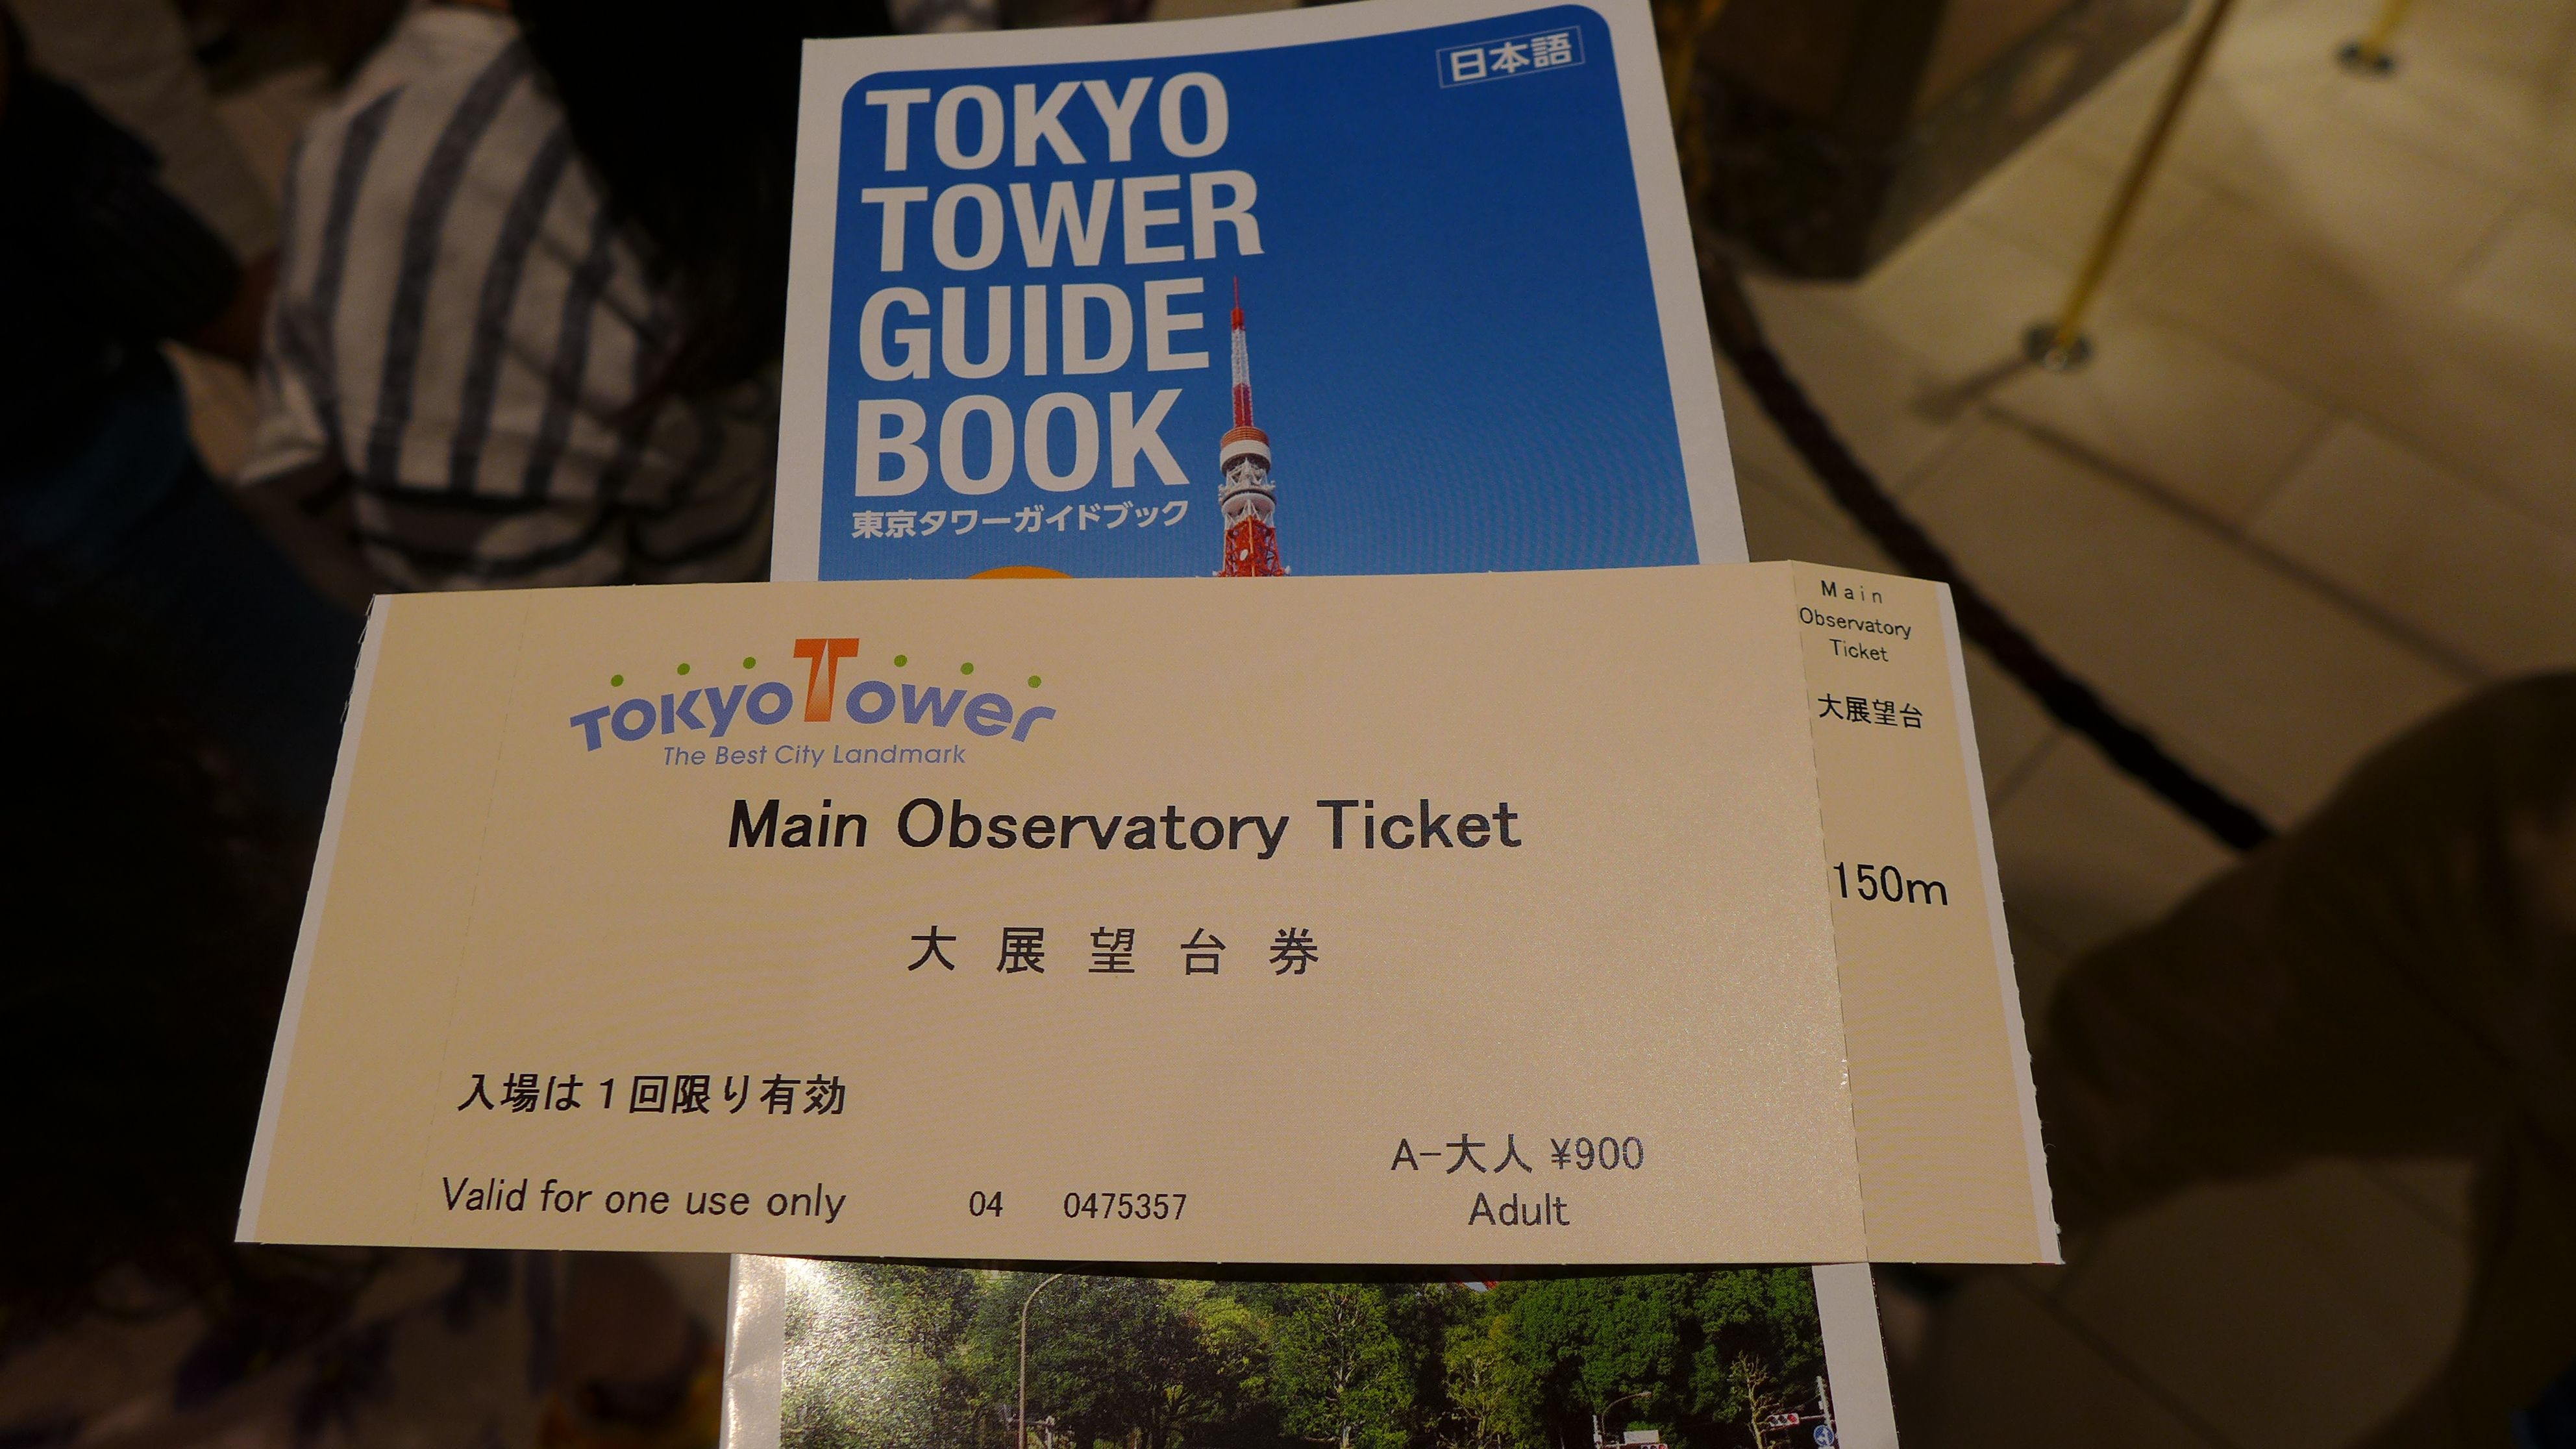 日本語
TOKYO
TOWER
GUIDE
BOOK
東京タワーガイドブック
TOKYO TOWER
The Best City Landmark
Main Observatory Ticket
大展望台券
入場は1回限り有効
Valid for one use only
04 0475357
A-大人 ¥900
Adult
Main
Observatory
Ticket
大展望台
150m